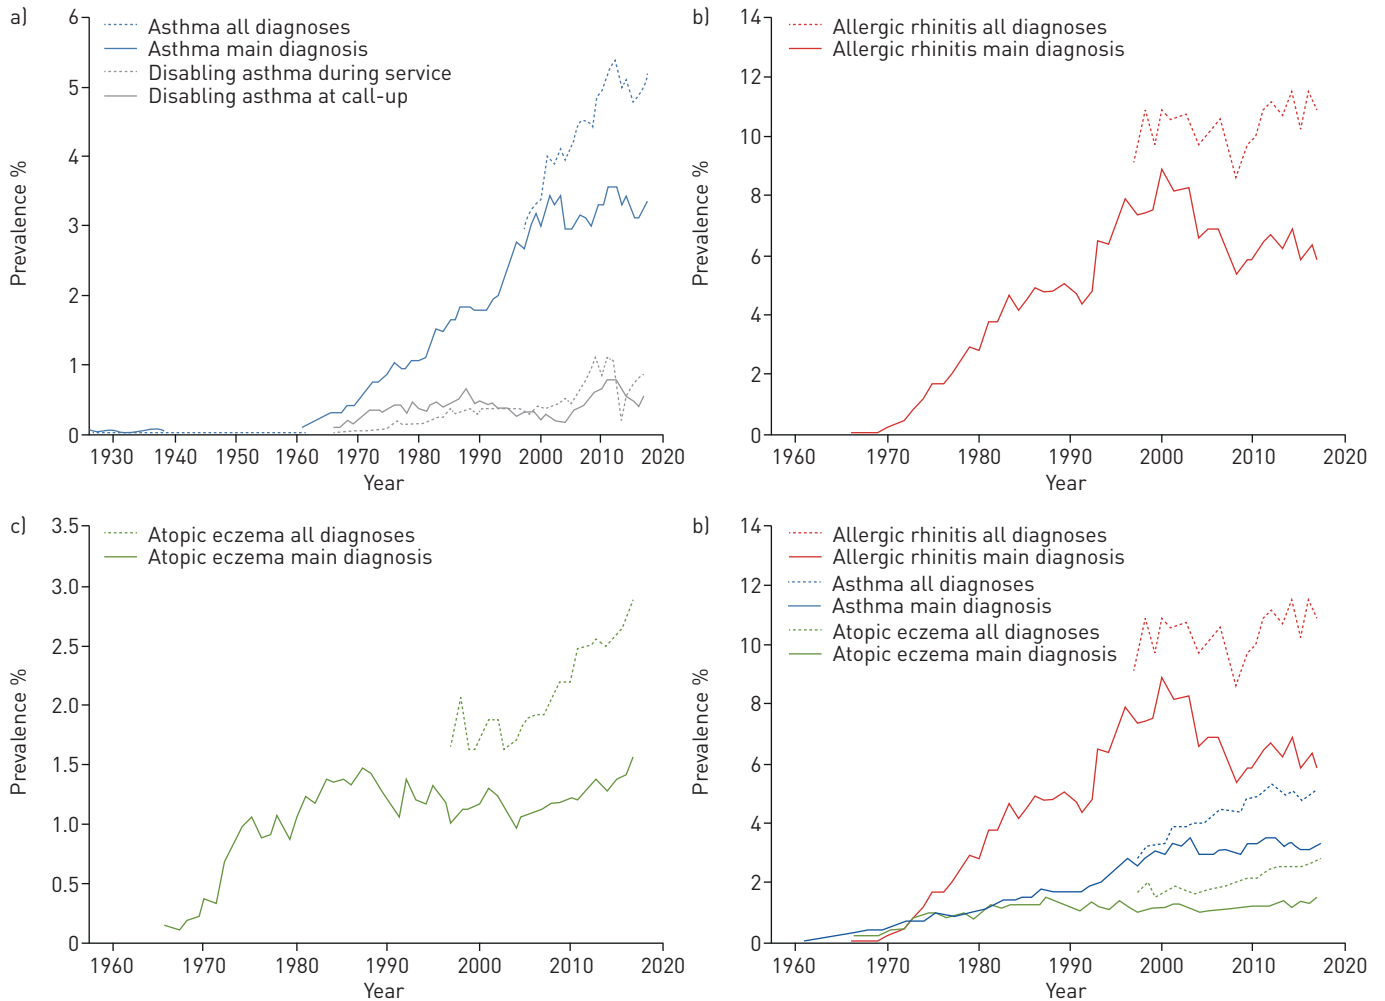 a)
6
5
4
3
2
1
0
Prevalence %
Asthma all diagnoses
Asthma main diagnosis
Disabling asthma during service
Disabling asthma at call-up
1930 1940 1950 1960 1970 1980 1990 2000 2010 2020
Year
b)
14
12
10
8
6
4
2
0
Prevalence %
Allergic rhinitis all diagnoses
Allergic rhinitis main diagnosis
1960 1970 1980 1990 2000 2010 2020
Year
c)
3.5
3.0
2.5
2.0
1.5
1.0
0.5
0
Prevalence %
Atopic eczema all diagnoses
Atopic eczema main diagnosis
1960 1970 1980 1990 2000 2010 2020
Year
b)
14
12
10
8
6
4
2
0
Prevalence %
Allergic rhinitis all diagnoses
Allergic rhinitis main diagnosis
Asthma all diagnoses
Asthma main diagnosis
Atopic eczema all diagnoses
Atopic eczema main diagnosis
1960 1970 1980 1990 2000 2010 2020
Year